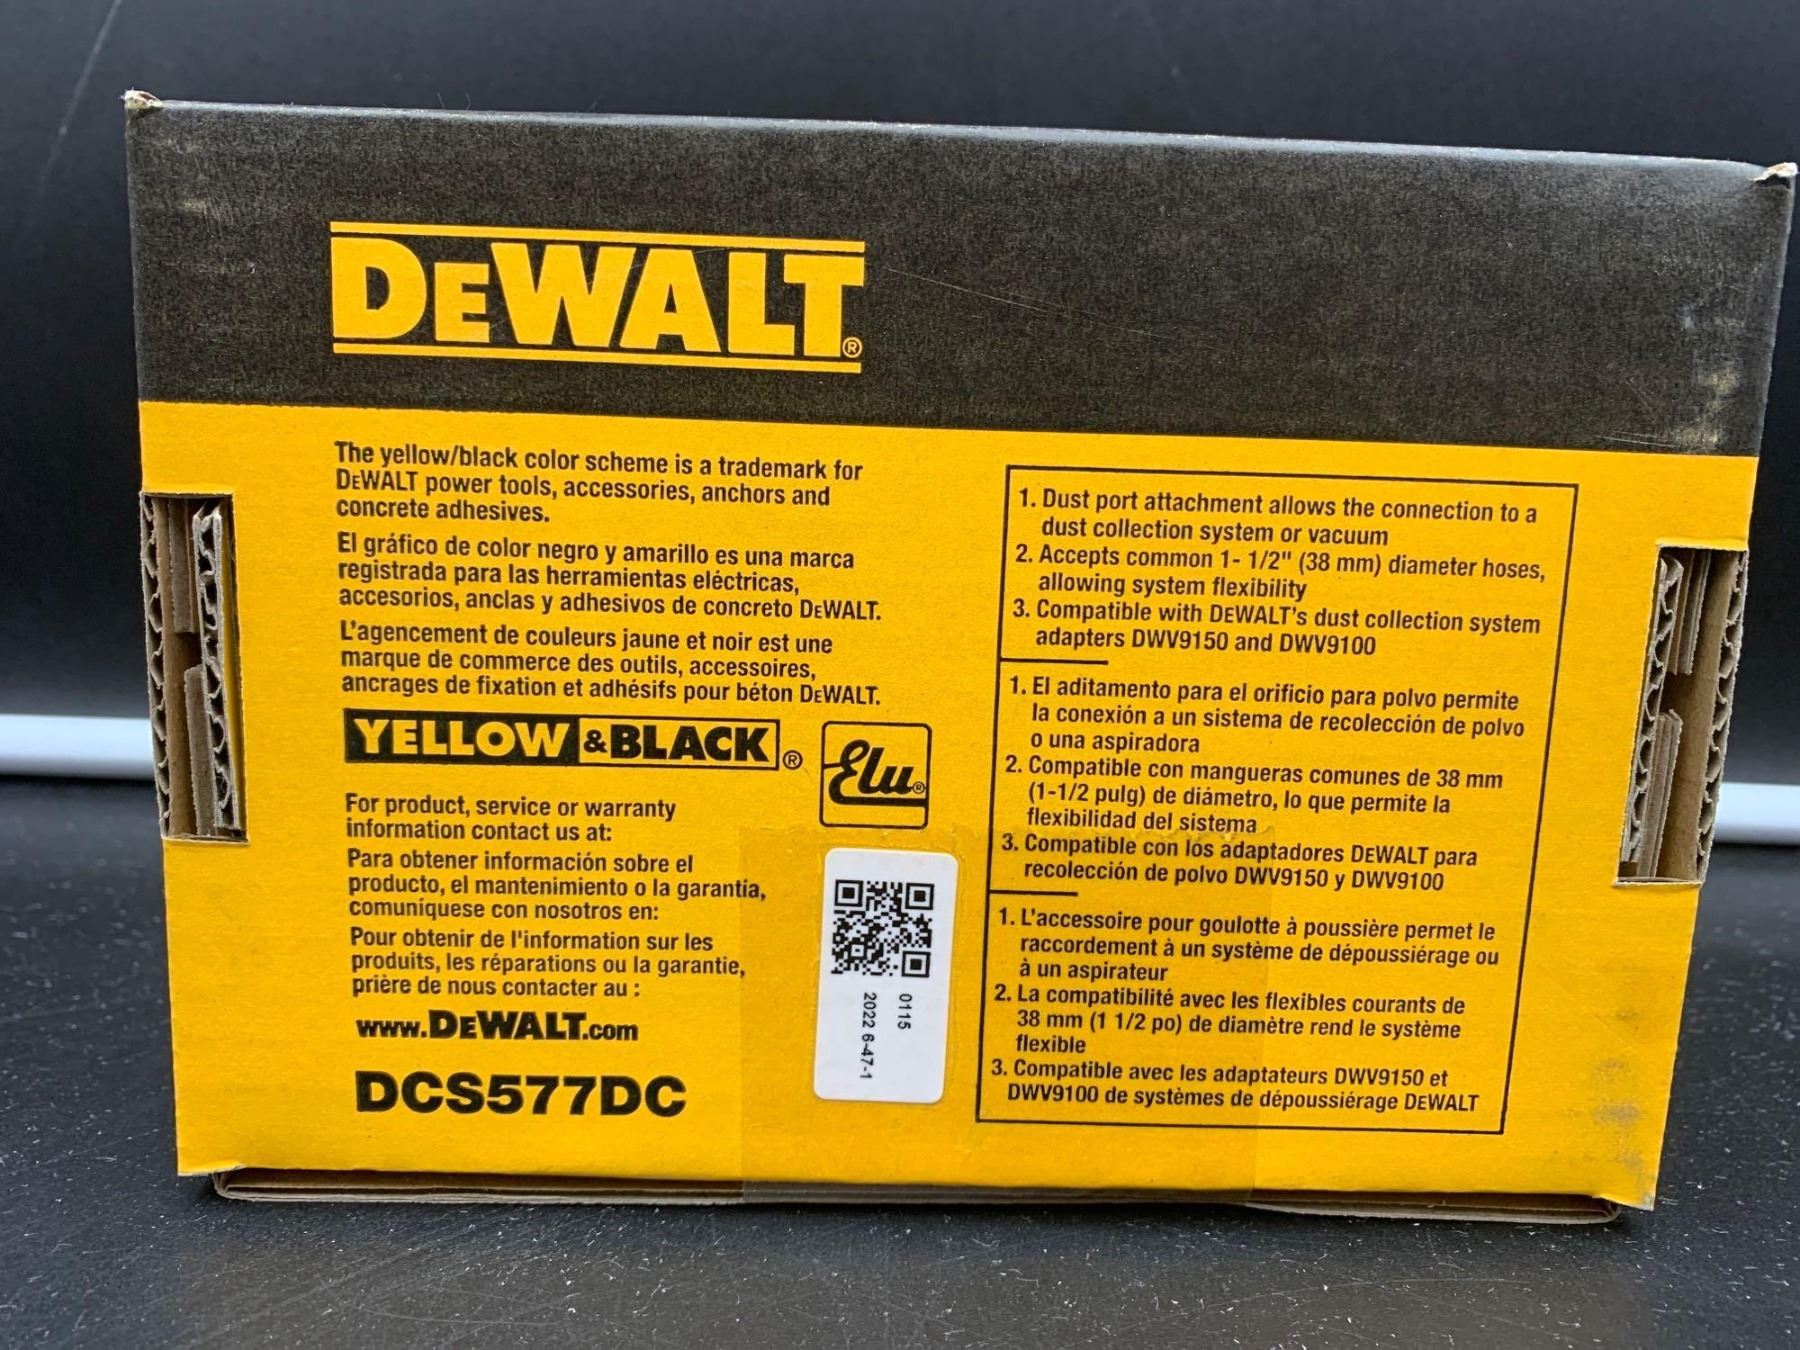 DEWALT®
The yellow/black color scheme is a trademark for
DEWALT power tools, accessories, anchors and
concrete adhesives.
El gráfico de color negro y amarillo es una marca
registrada para las herramientas eléctricas,
accesorios, anclas y adhesivos de concreto DEWALT.
L'agencement de couleurs jaune et noir est une
marque de commerce des outils, accessoires,
ancrages de fixation et adhésifs pour béton DEWALT.
YELLOW &BLACK®
Elu®
For product, service or warranty
information contact us at:
Para obtener información sobre el
producto, el mantenimiento o la garantía,
comuníquese con nosotros en:
Pour obtenir de l'information sur les
produits, les réparations ou la garantie,
prière de nous contacter au :
www.DEWALT.com
DCS577DC
0115
2022 6-47-1
1. Dust port attachment allows the connection to a
dust collection system or vacuum
2. Accepts common 1- 1/2" (38 mm) diameter hoses,
allowing system flexibility
3. Compatible with DEWALT's dust collection system
adapters DWV9150 and DWV9100
1. El aditamento para el orificio para polvo permite
la conexión a un sistema de recolección de polvo
o una aspiradora
2. Compatible con mangueras comunes de 38 mm
(1-1/2 pulg) de diámetro, lo que permite la
flexibilidad del sistema
3. Compatible con los adaptadores DEWALT para
recolección de polvo DWV9150 y DWV9100
1. L'accessoire pour goulotte à poussière permet le
raccordement à un système de dépoussiérage ou
à un aspirateur
2. La compatibilité avec les flexibles courants de
38 mm (1 1/2 po) de diamètre rend le système
flexible
3. Compatible avec les adaptateurs DWV9150 et
DWV9100 de systèmes de dépoussiérage DEWALT